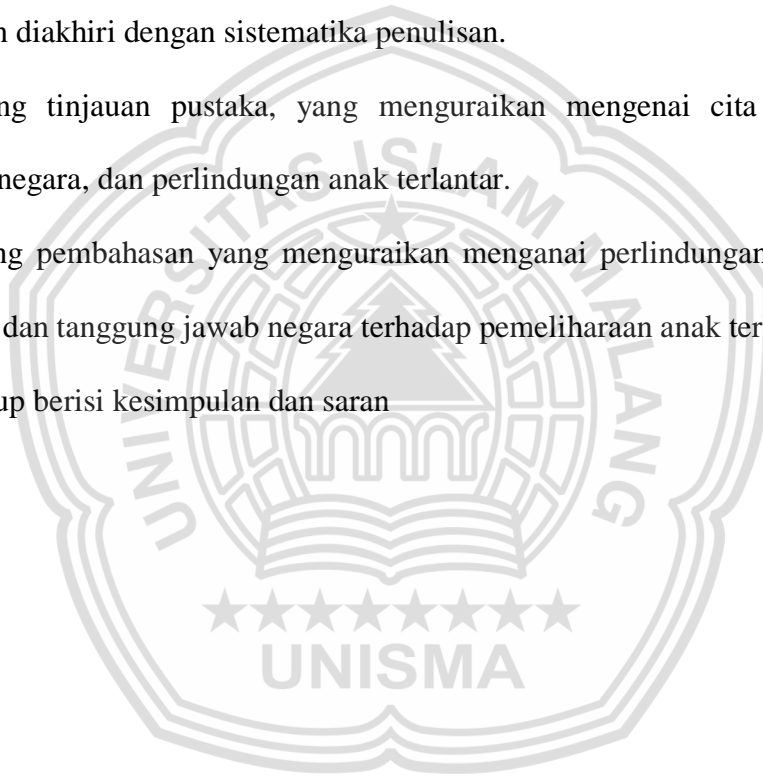 n diakhiri dengan sistematika penulisan.
ng tinjauan pustaka, yang menguraikan mengenai cita
negara, dan perlindungan anak terlantar.
ng pembahasan yang menguraikan menganai perlindungan
dan tanggung jawab negara terhadap pemeliharaan anak ter
up berisi kesimpulan dan saran
UNIVERSITAS ISLAM MALANG
UNISMA